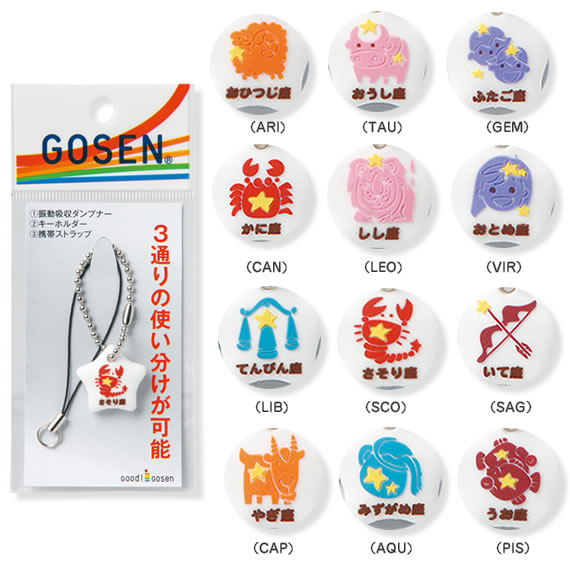 GOSEN®
①振動吸収ダンプナー
②キーホルダー
③携帯ストラップ
3通りの使い分けが可能
さそり座
GOOD! GOSEN
おひつじ座
(ARI)
おうし座
(TAU)
ふたご座
(GEM)
かに座
(CAN)
しし座
(LEO)
おとめ座
(VIR)
てんびん座
(LIB)
さそり座
(SCO)
いて座
(SAG)
やぎ座
(CAP)
みずがめ座
(AQU)
うお座
(PIS)